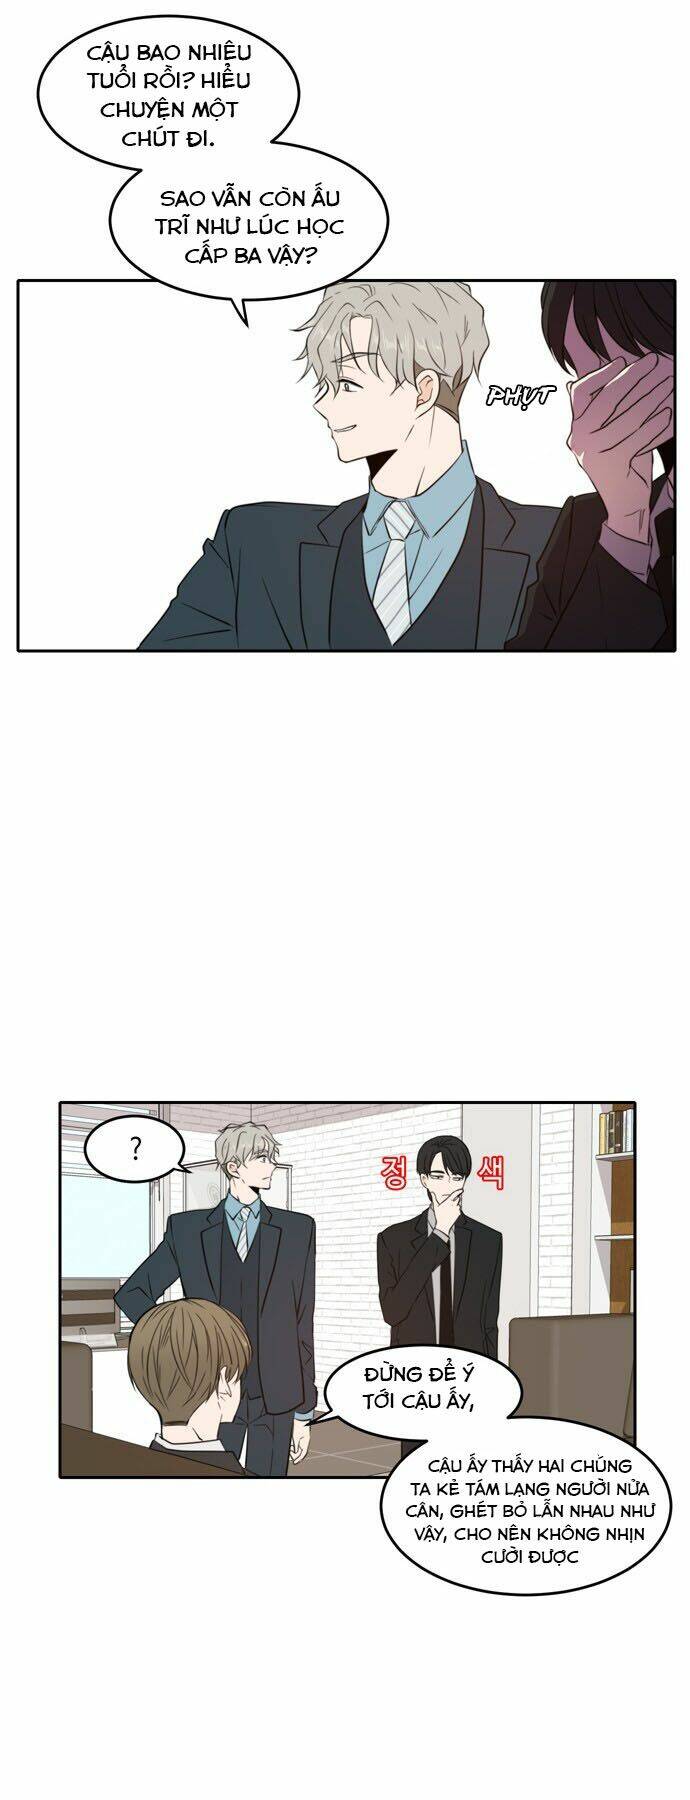 CẬU BAO NHIÊU
TUỔI RỒI? HIỂU
CHUYỆN MỘT
CHÚT ĐI.
SAO VẪN CÒN ẤU
TRĨ NHƯ LÚC HỌC
CẤP BA VẬY?
PHỤT
?
정 색
ĐỪNG ĐỂ Ý
TỚI CẬU ẤY,
CẬU ẤY THẤY HAI CHÚNG
TA KẺ TÁM LẠNG NGƯỜI NỬA
CÂN, GHÉT BỎ LẪN NHAU NHƯ
VẬY, CHO NÊN KHÔNG NHỊN
CƯỜI ĐƯỢC